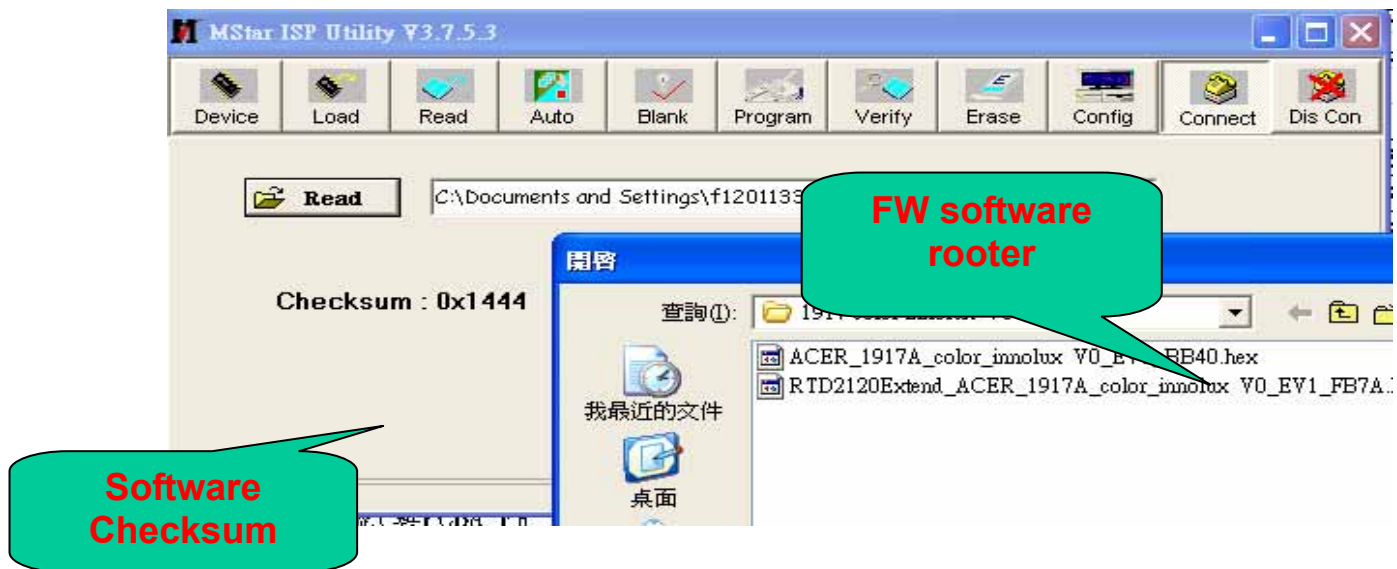 MStar ISP Utility V3.7.5.3
Device Load Read Auto Blank Program Verify Erase Config Connect Dis Con
Read C:\Documents and Settings\f1201133
FW software
rooter
開啓
Checksum : 0x1444
查詢(I):
ACER_1917A_color_innolux V0_EV1_BB40.hex
RTD2120Extend_ACER_1917A_color_innolux V0_EV1_FB7A.
我最近的文件
桌面
Software
Checksum